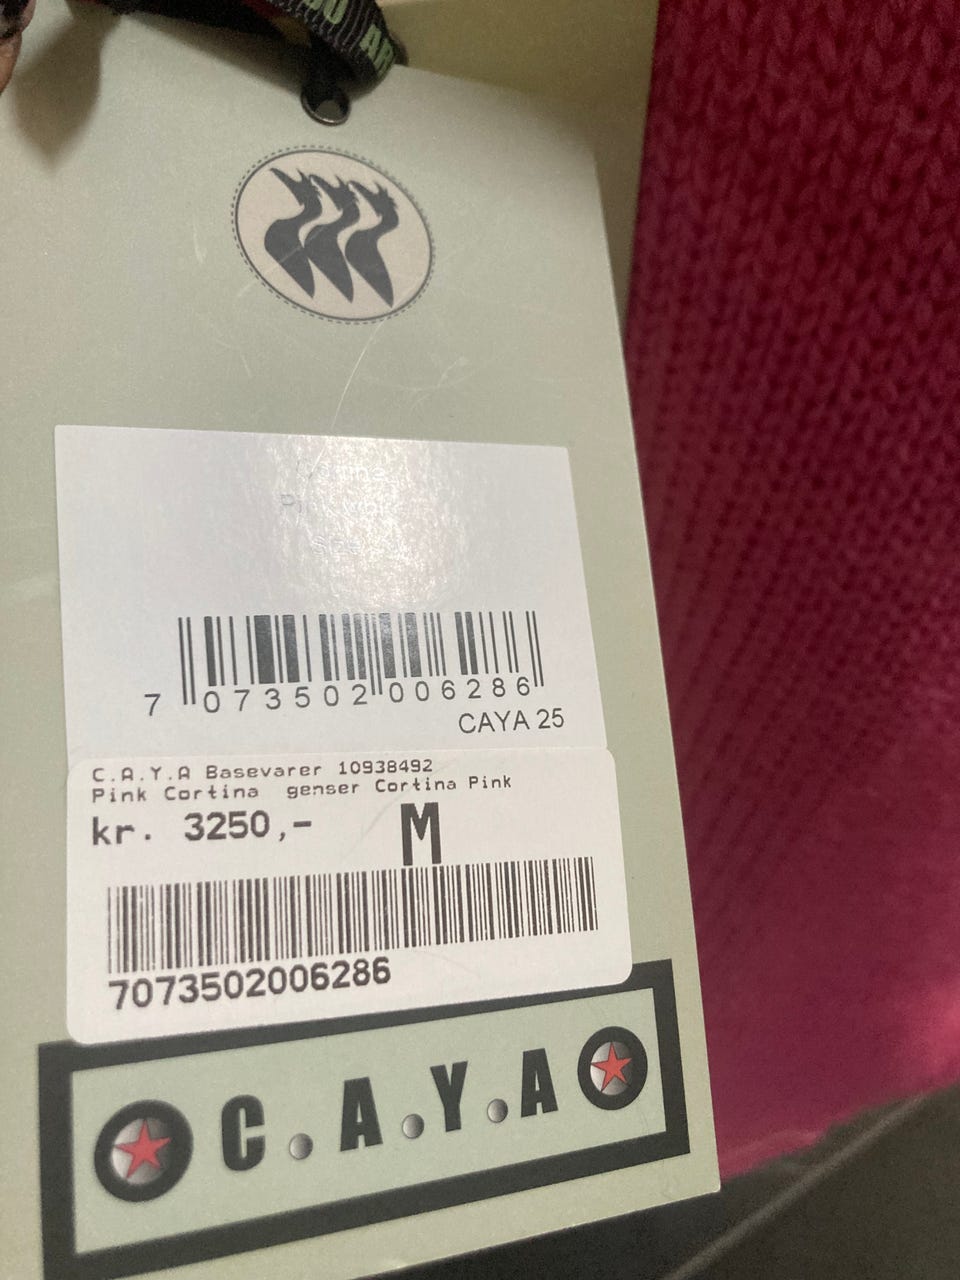 7 073502 006286
CAYA 25
C.A.Y.A Basevarer 10938492
Pink Cortina genser Cortina Pink
kr. 3250,- M
7073502006286
C.A.Y.A